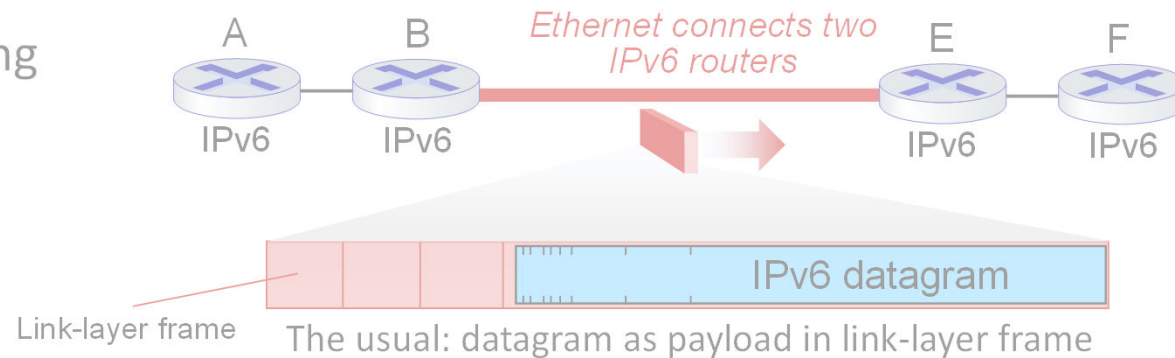 ng
A
B
Ethernet connects two
IPv6 routers
E
F
IPv6
IPv6
IPv6
IPv6
IPv6 datagram
Link-layer frame
The usual: datagram as payload in link-layer frame